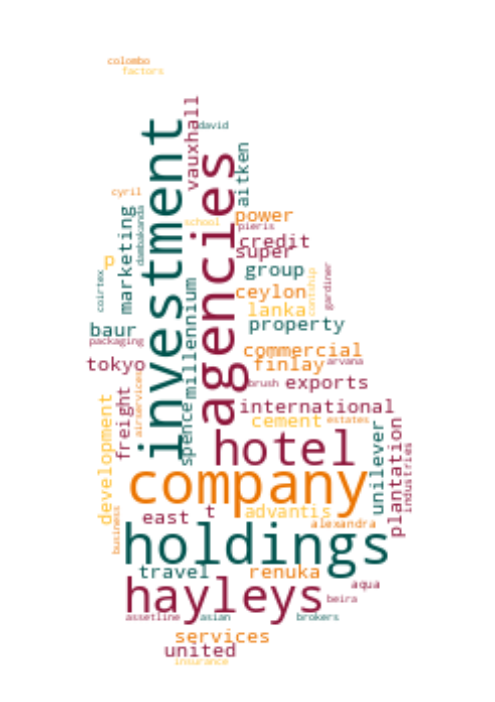 colombo
factors
vauxhall
david
investment
agencies
aitken
cyril
dambakanda
marketing
school
power
pieris
credit
super
p
group
coirtex
millennium
ceylon
contship
gardiner
lanka
baur
property
packaging
commercial
tokyo
finlay
arvana
airservices
brush
exports
freight
development
spence
international
cement
estates
unilever
plantation
industries
hotel
company
business
east
t
advantis
alexandra
holdings
travel
renuka
hayleys
aqua
beira
assetline
asian
brokers
services
united
insurance